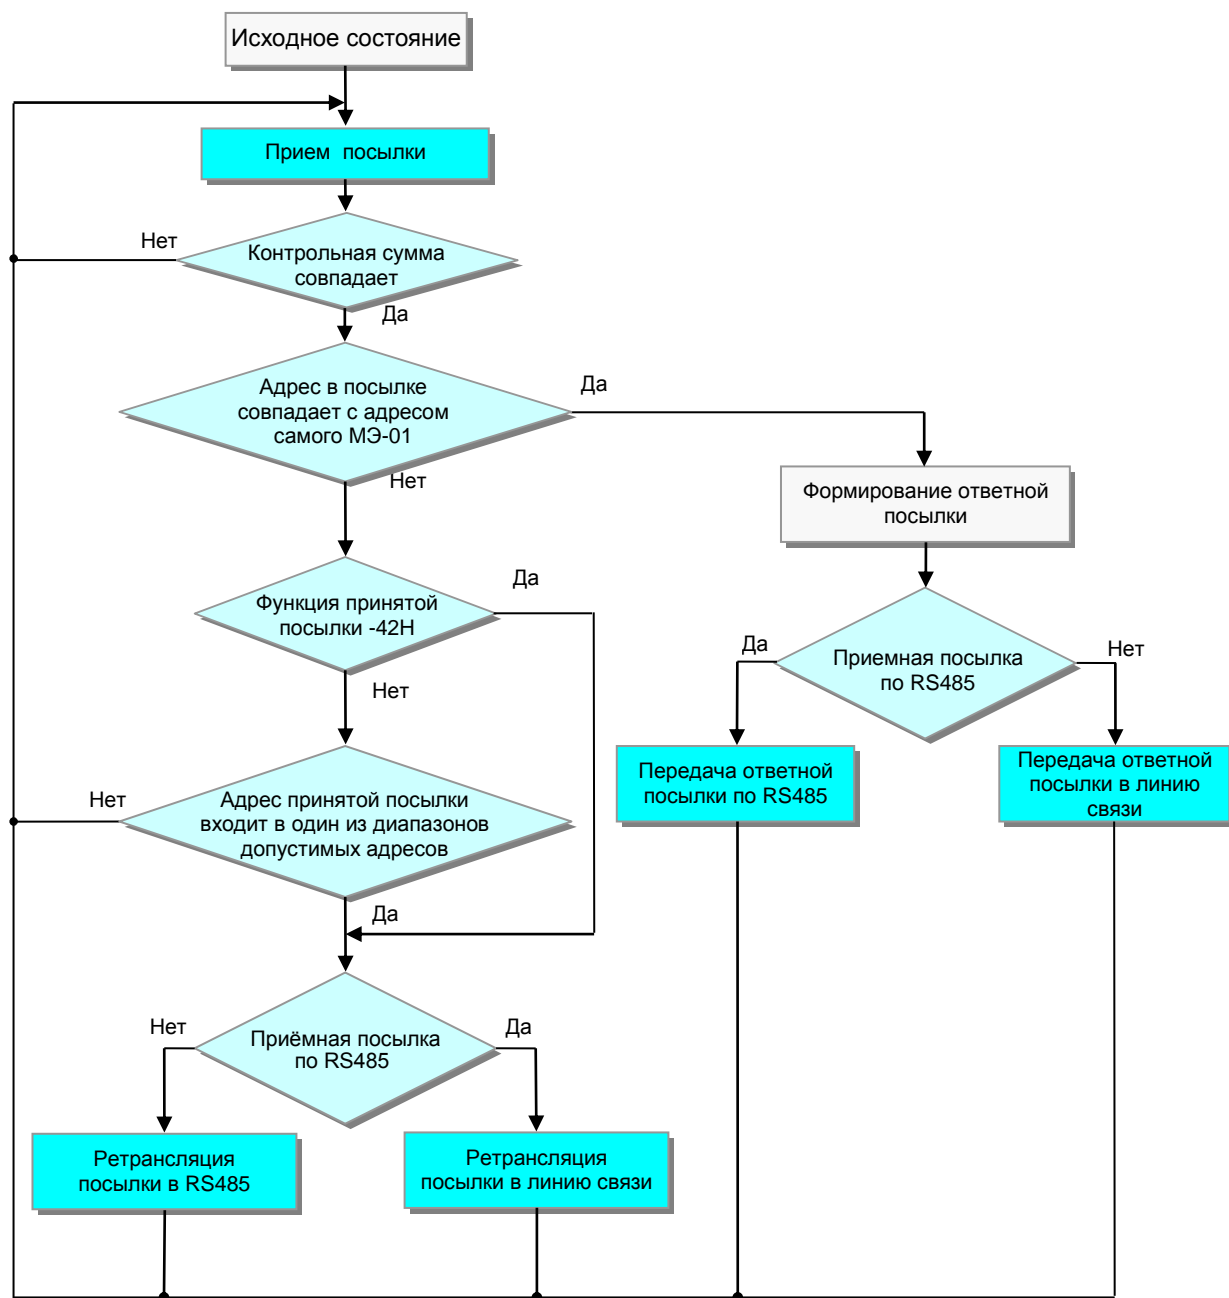 Исходное состояние
Прием посылки
Нет
Контрольная сумма
совпадает
Да
Адрес в посылке
совпадает с адресом
самого МЭ-01
Да
Нет
Формирование ответной
посылки
Функция принятой
посылки -42Н
Да
Нет
Приемная посылка
по RS485
Да
Нет
Передача ответной
посылки по RS485
Передача ответной
посылки в линию
связи
Нет
Адрес принятой посылки
входит в один из диапазонов
допустимых адресов
Да
Нет
Приёмная посылка
по RS485
Да
Ретрансляция
посылки в RS485
Ретрансляция
посылки в линию связи